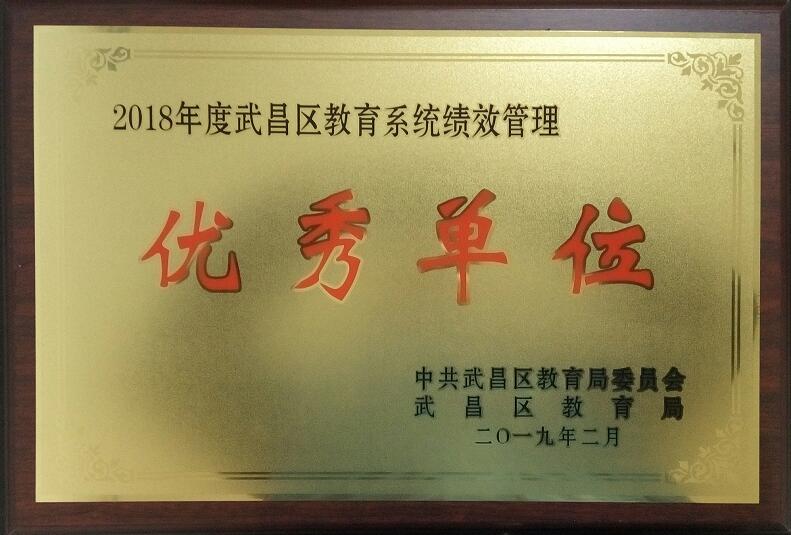 2018年度武昌区教育系统绩效管理
优秀单位
中共武昌区教育局委员会
武昌区教育局
二〇一九年二月